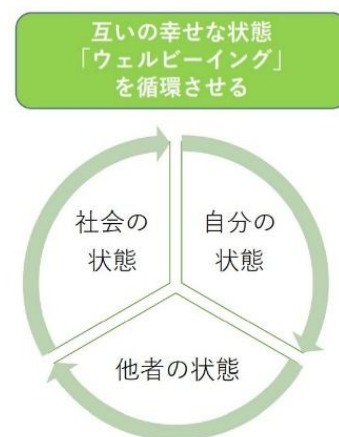 互いの幸せな状態
「ウェルビーイング」
を循環させる
社会の
状態
自分の
状態
他者の状態